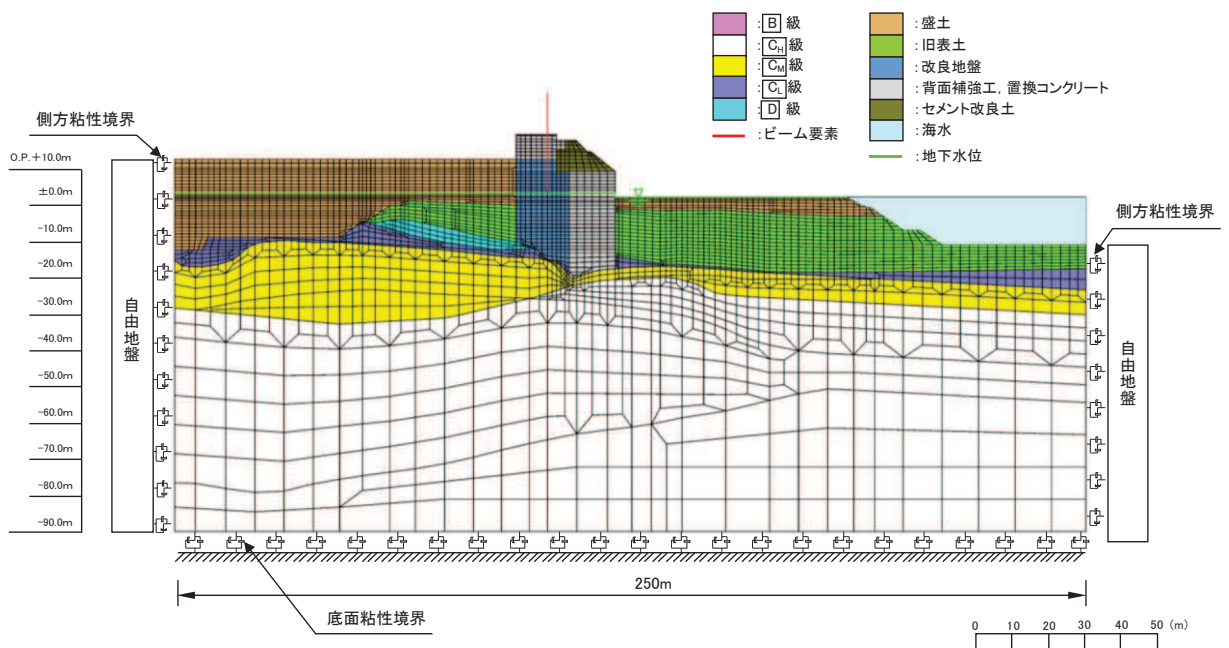 :B 級
:CH級
:CM級
:CL級
:D 級
:ビーム要素
:盛土
:旧表土
:改良地盤
:背面補強工, 置換コンクリート
:セメント改良土
:海水
:地下水位
側方粘性境界
側方粘性境界
O.P.+10.0m
±0.0m
-10.0m
-20.0m
-30.0m
-40.0m
-50.0m
-60.0m
-70.0m
-80.0m
-90.0m
自由地盤
自由地盤
250m
底面粘性境界
0 10 20 30 40 50 (m)